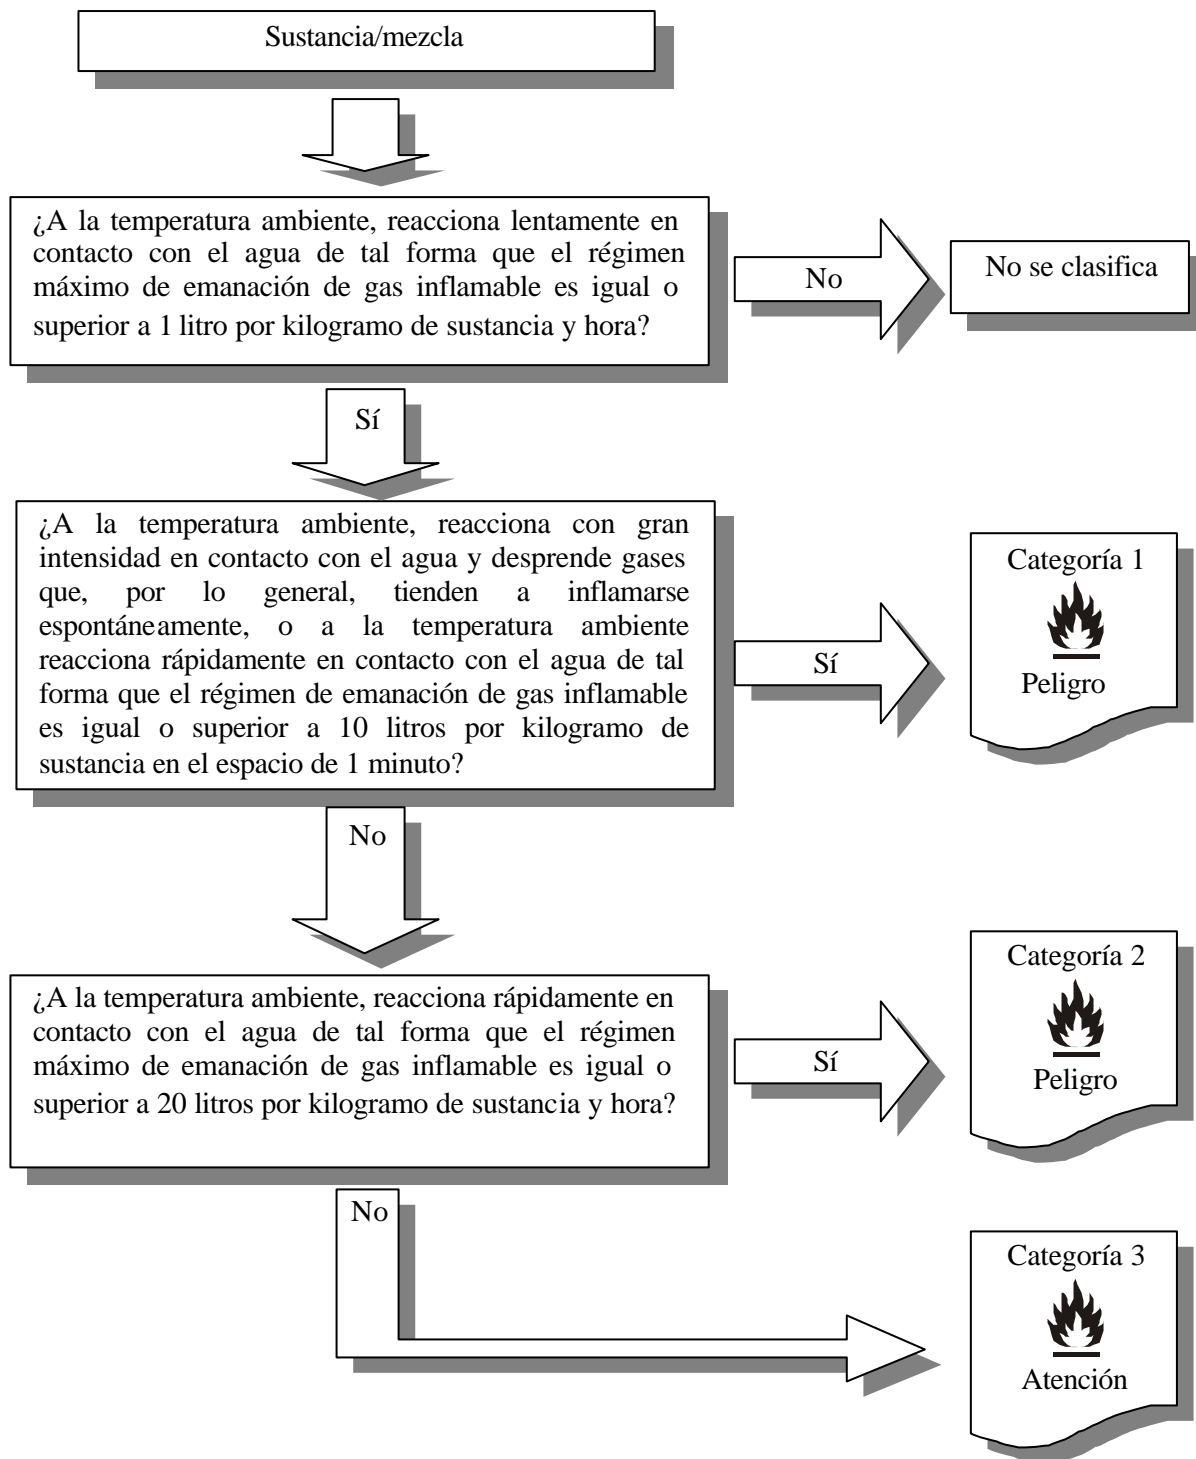 Sustancia/mezcla
¿A la temperatura ambiente, reacciona lentamente en
contacto con el agua de tal forma que el régimen
máximo de emanación de gas inflamable es igual o
superior a 1 litro por kilogramo de sustancia y hora?
No
No se clasifica
Sí
¿A la temperatura ambiente, reacciona con gran
intensidad en contacto con el agua y desprende gases
que, por lo general, tienden a inflamarse
espontáneamente, o a la temperatura ambiente
reacciona rápidamente en contacto con el agua de tal
forma que el régimen de emanación de gas inflamable
es igual o superior a 10 litros por kilogramo de
sustancia en el espacio de 1 minuto?
Sí
Categoría 1
Peligro
No
¿A la temperatura ambiente, reacciona rápidamente en
contacto con el agua de tal forma que el régimen
máximo de emanación de gas inflamable es igual o
superior a 20 litros por kilogramo de sustancia y hora?
Sí
Categoría 2
Peligro
No
Categoría 3
Atención